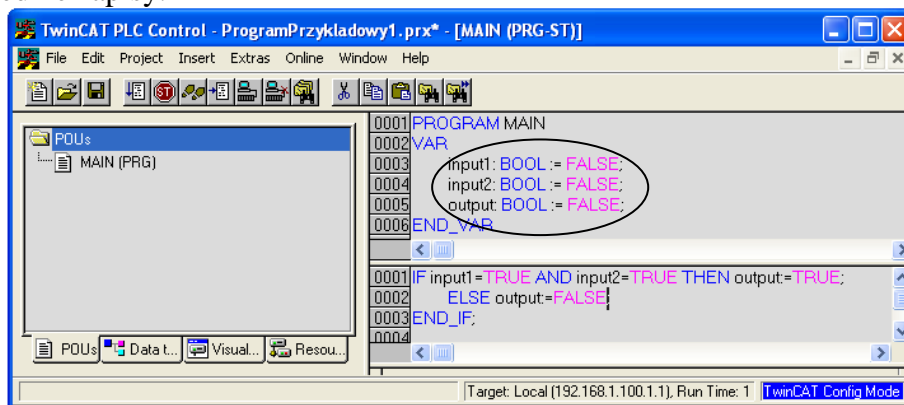 TwinCAT PLC Control - ProgramPrzykladowy1.prx* - [MAIN (PRG-ST)]
File Edit Project Insert Extras Online Window Help
POUs
MAIN (PRG)
0001 PROGRAM MAIN
0002 VAR
0003 input1: BOOL := FALSE;
0004 input2: BOOL := FALSE;
0005 output: BOOL := FALSE;
0006 END_VAR
0001 IF input1=TRUE AND input2=TRUE THEN output:=TRUE;
0002 ELSE output:=FALSE;
0003 END_IF;
0004
POUs Data t... Visual... Resou...
Target: Local (192.168.1.100.1.1), Run Time: 1 TwinCAT Config Mode